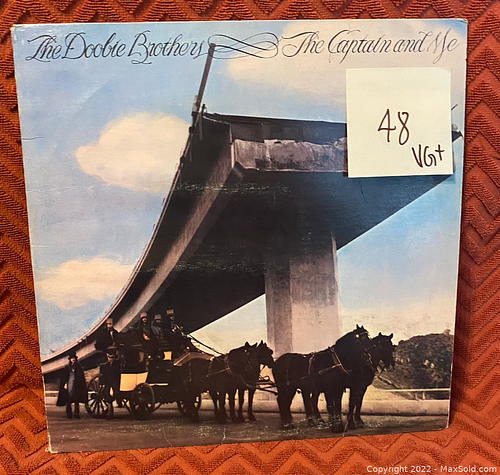 The Doobie Brothers The Captain and Me
48
VG+
Copyright 2022 - MaxSold.com